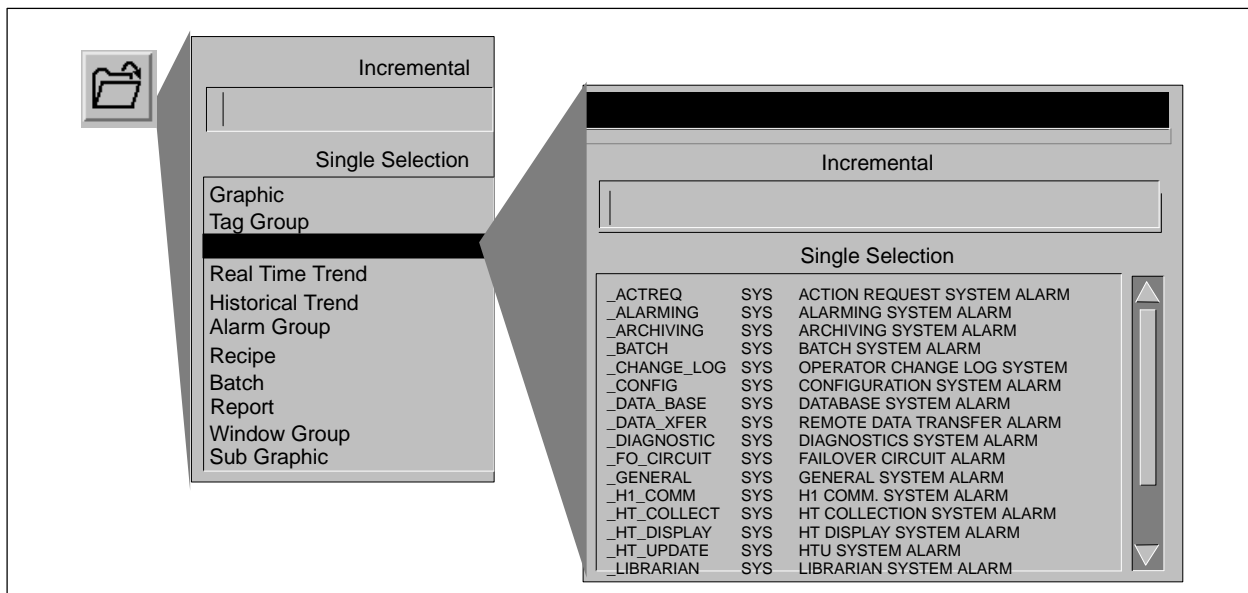 Incremental
Single Selection
Graphic
Tag Group
Real Time Trend
Historical Trend
Alarm Group
Recipe
Batch
Report
Window Group
Sub Graphic
Incremental
Single Selection
_ACTREQ SYS ACTION REQUEST SYSTEM ALARM
_ALARMING SYS ALARMING SYSTEM ALARM
_ARCHIVING SYS ARCHIVING SYSTEM ALARM
_BATCH SYS BATCH SYSTEM ALARM
_CHANGE_LOG SYS OPERATOR CHANGE LOG SYSTEM
_CONFIG SYS CONFIGURATION SYSTEM ALARM
_DATA_BASE SYS DATABASE SYSTEM ALARM
_DATA_XFER SYS REMOTE DATA TRANSFER ALARM
_DIAGNOSTIC SYS DIAGNOSTICS SYSTEM ALARM
_FO_CIRCUIT SYS FAILOVER CIRCUIT ALARM
_GENERAL SYS GENERAL SYSTEM ALARM
_H1_COMM SYS H1 COMM. SYSTEM ALARM
_HT_COLLECT SYS HT COLLECTION SYSTEM ALARM
_HT_DISPLAY SYS HT DISPLAY SYSTEM ALARM
_HT_UPDATE SYS HTU SYSTEM ALARM
_LIBRARIAN SYS LIBRARIAN SYSTEM ALARM